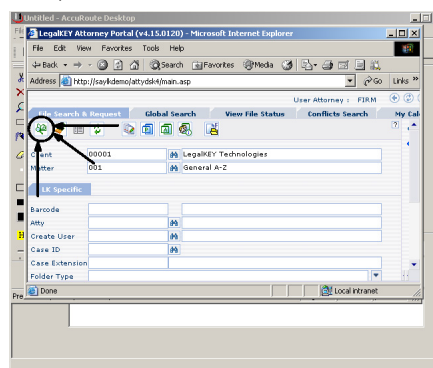 Untitled - AccuRoute Desktop
LegalKEY Attorney Portal (v4.15.0120) - Microsoft Internet Explorer
File Edit View Favorites Tools Help
Back Search Favorites Media
Address http://saylkdemo/attydsk4/main.asp Go Links »
User Attorney : FIRM
File Search & Request Global Search View File Status Conflicts Search My Cal
?
Client 00001 LegalKEY Technologies
Matter 001 General A-Z
LK Specific
Barcode
Atty
Create User
Case ID
Case Extension
Folder Type
Done Local intranet
Pre